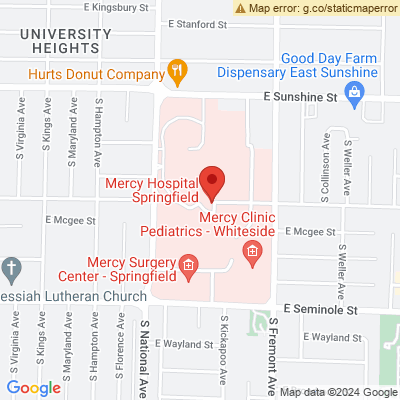 E Kingsbury St
E Stanford St
Map error: g.co/staticmaperror
UNIVERSITY
HEIGHTS
Hurts Donut Company
Good Day Farm
Dispensary East Sunshine
E Sunshine St
S Virginia Ave
S Kings Ave
S Maryland Ave
S Hampton Ave
S Collinson Ave
S Weller Ave
Mercy Hospital
Springfield
E McGee St
Mercy Clinic
Pediatrics - Whiteside
E McGee St
Mercy Surgery
Center - Springfield
S Weller Ave
essiah Lutheran Church
E Seminole St
S Virginia Ave
S Kings Ave
S Maryland Ave
S Hampton Ave
S Florence Ave
S National Ave
E Wayland St
S Kickapoo Ave
S Fremont Ave
E Wayland St
Google
Map data ©2024 Google